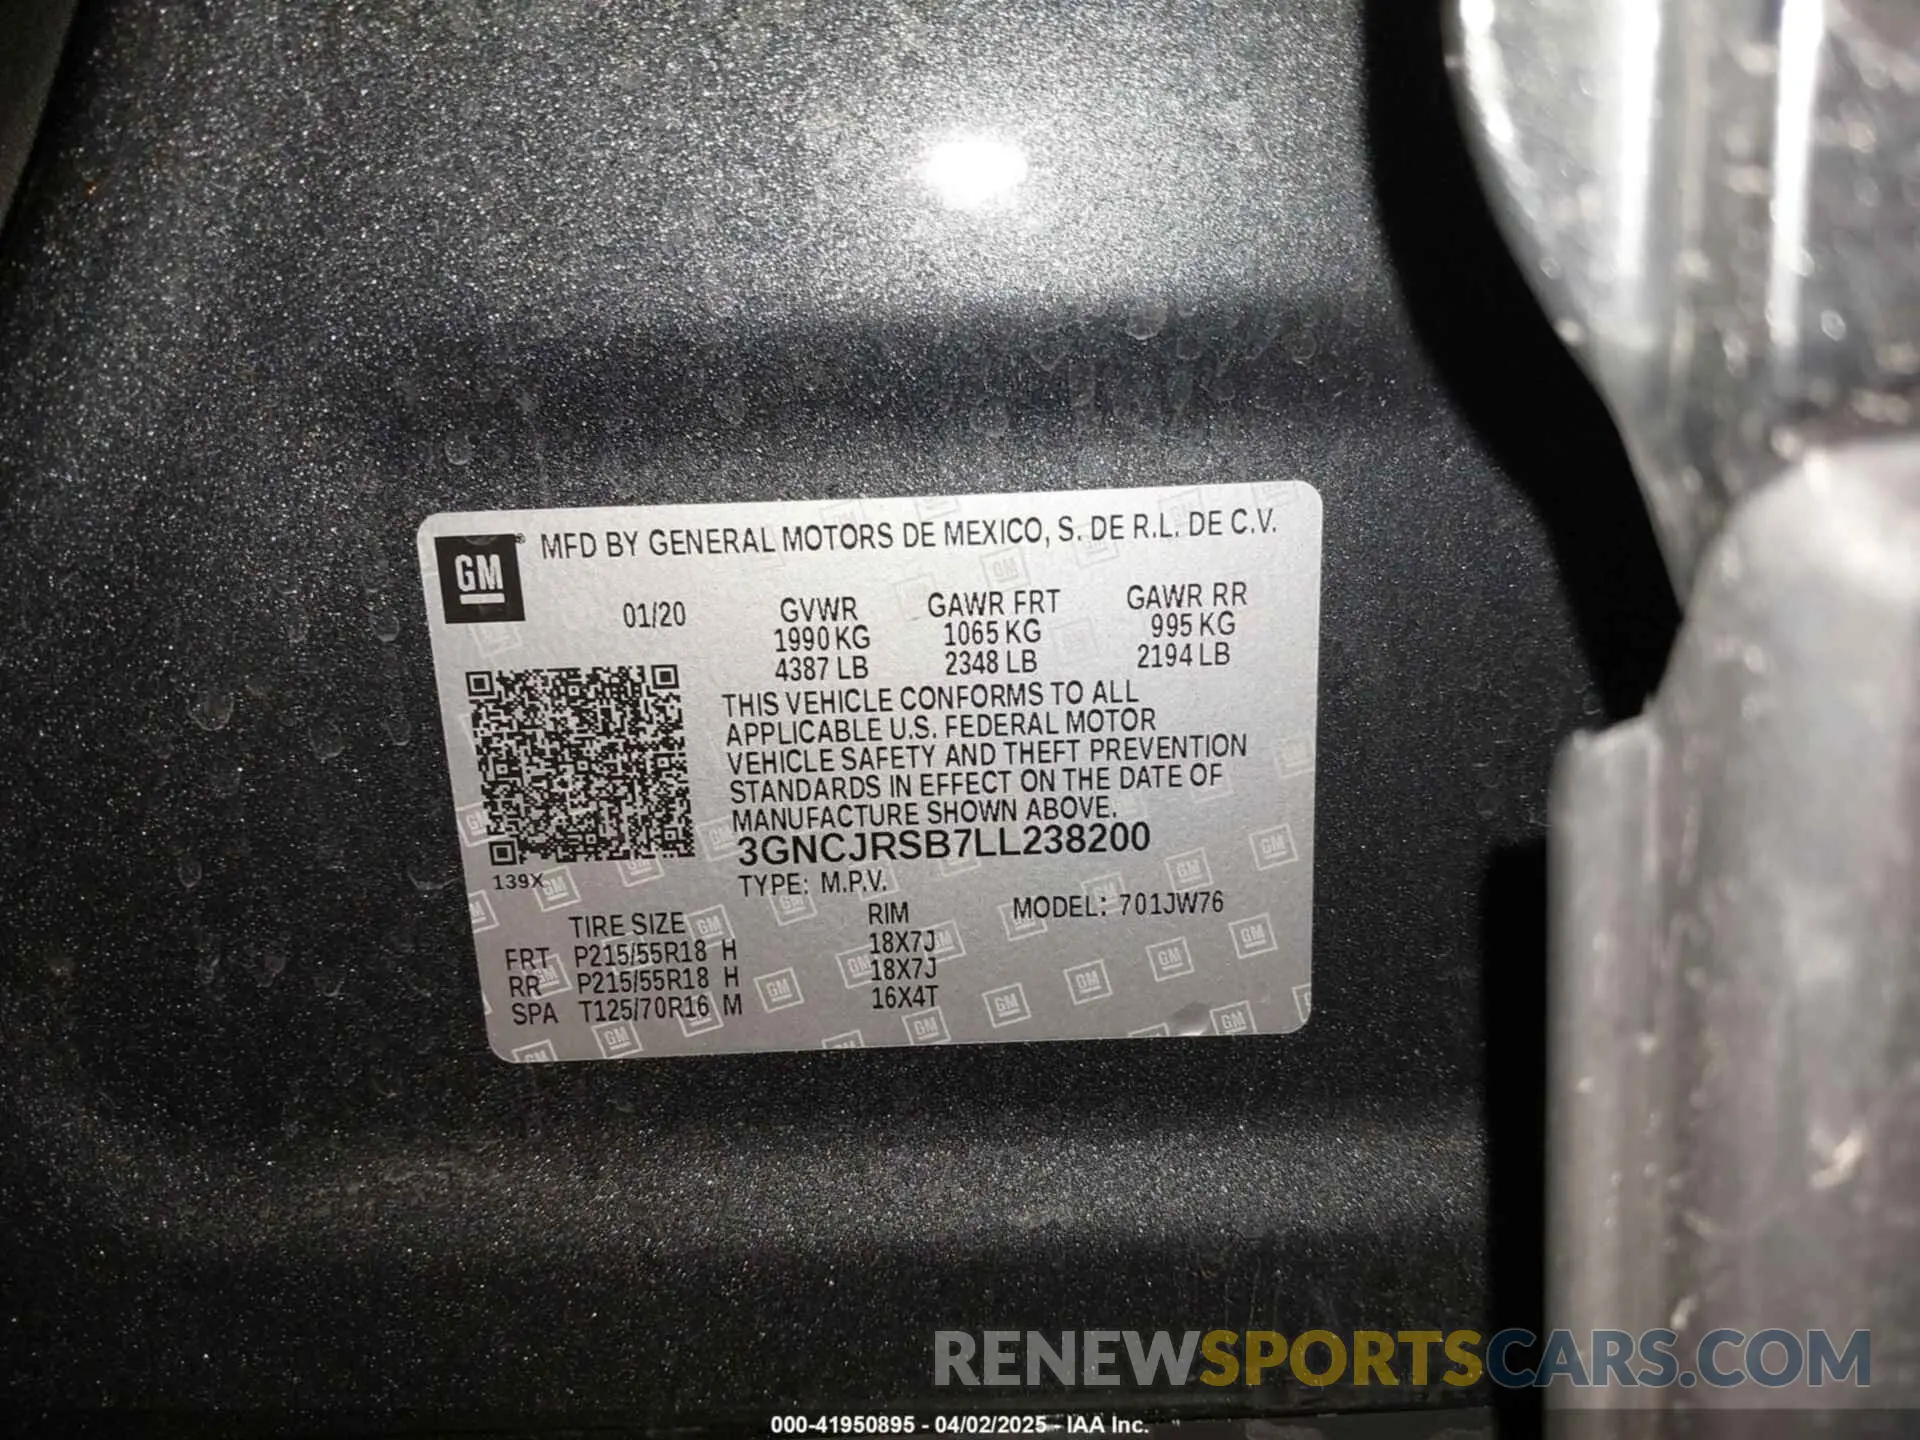 GM® MFD BY GENERAL MOTORS DE MEXICO, S. DE R.L. DE C.V.
01/20 GVWR GAWR FRT GAWR RR
1990 KG 1065 KG 995 KG
4387 LB 2348 LB 2194 LB
THIS VEHICLE CONFORMS TO ALL
APPLICABLE U.S. FEDERAL MOTOR
VEHICLE SAFETY AND THEFT PREVENTION
STANDARDS IN EFFECT ON THE DATE OF
MANUFACTURE SHOWN ABOVE.
3GNCJRSB7LL238200
139X TYPE: M.P.V.
TIRE SIZE RIM MODEL: 701JW76
FRT P215/55R18 H 18X7J
RR P215/55R18 H 18X7J
SPA T125/70R16 M 16X4T
RENEWSPORTSCARS.COM
000-41950895 - 04/02/2025 - IAA Inc.